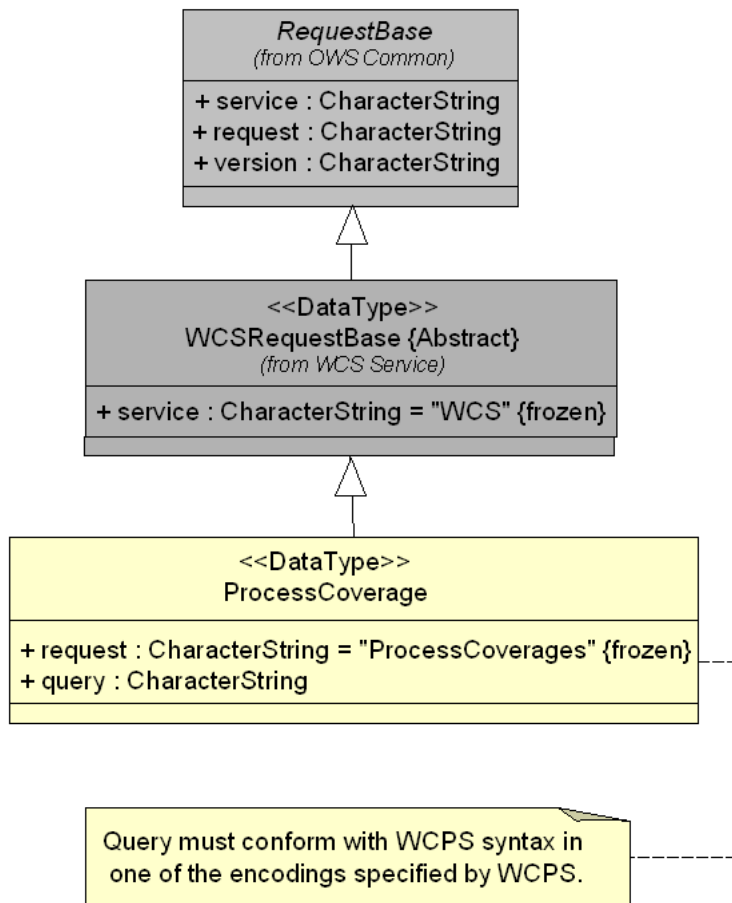 RequestBase
(from OWS Common)
+ service : CharacterString
+ request : CharacterString
+ version : CharacterString
<<DataType>>
WCSRequestBase {Abstract}
(from WCS Service)
+ service : CharacterString = "WCS" {frozen}
<<DataType>>
ProcessCoverage
+ request : CharacterString = "ProcessCoverages" {frozen}
+ query : CharacterString
Query must conform with WCPS syntax in
one of the encodings specified by WCPS.